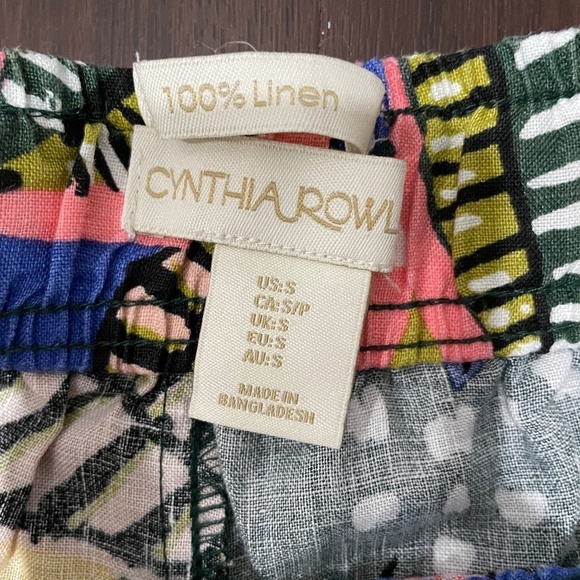 100% Linen
CYNTHIA ROWL
US:S
CA:S/P
UK:S
EU:S
AU:S
MADE IN
BANGLADESH